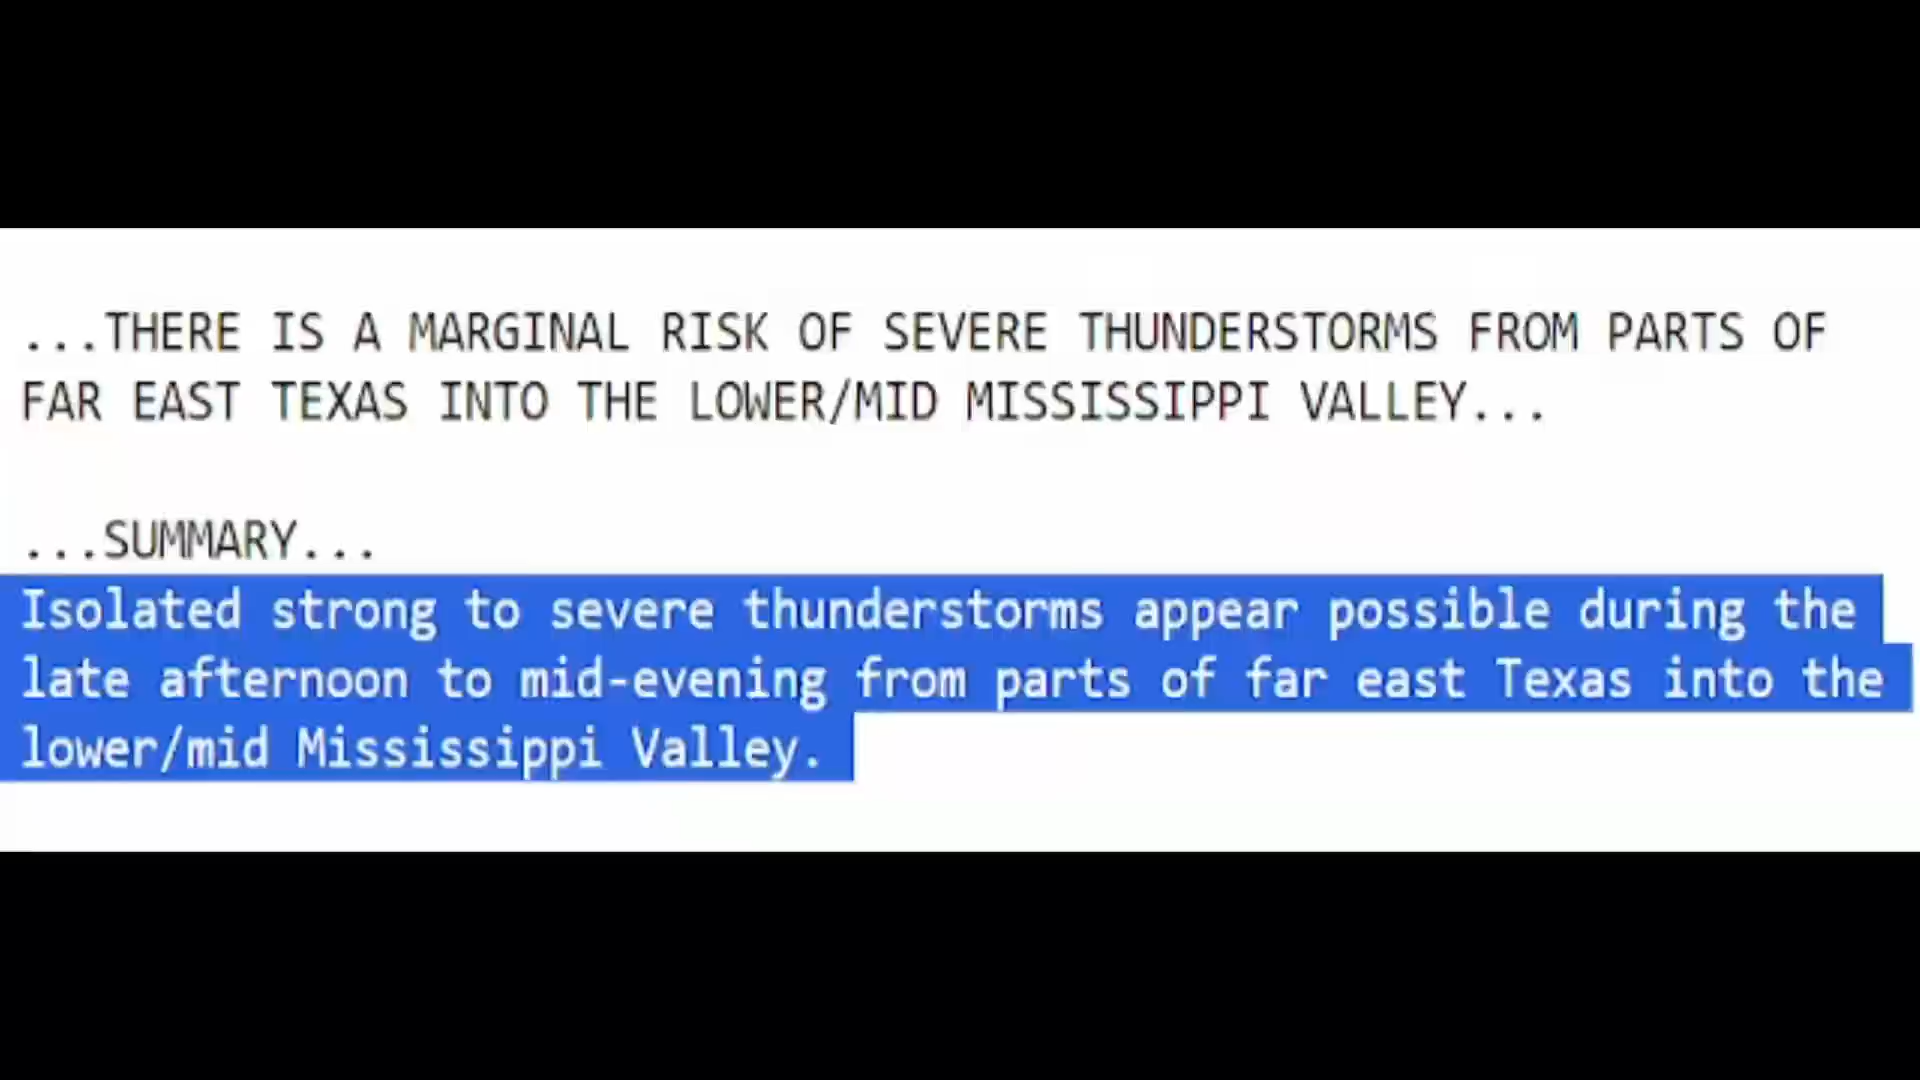 ...THERE IS A MARGINAL RISK OF SEVERE THUNDERSTORMS FROM PARTS OF
FAR EAST TEXAS INTO THE LOWER/MID MISSISSIPPI VALLEY...
...SUMMARY...
Isolated strong to severe thunderstorms appear possible during the
late afternoon to mid-evening from parts of far east Texas into the
lower/mid Mississippi Valley.